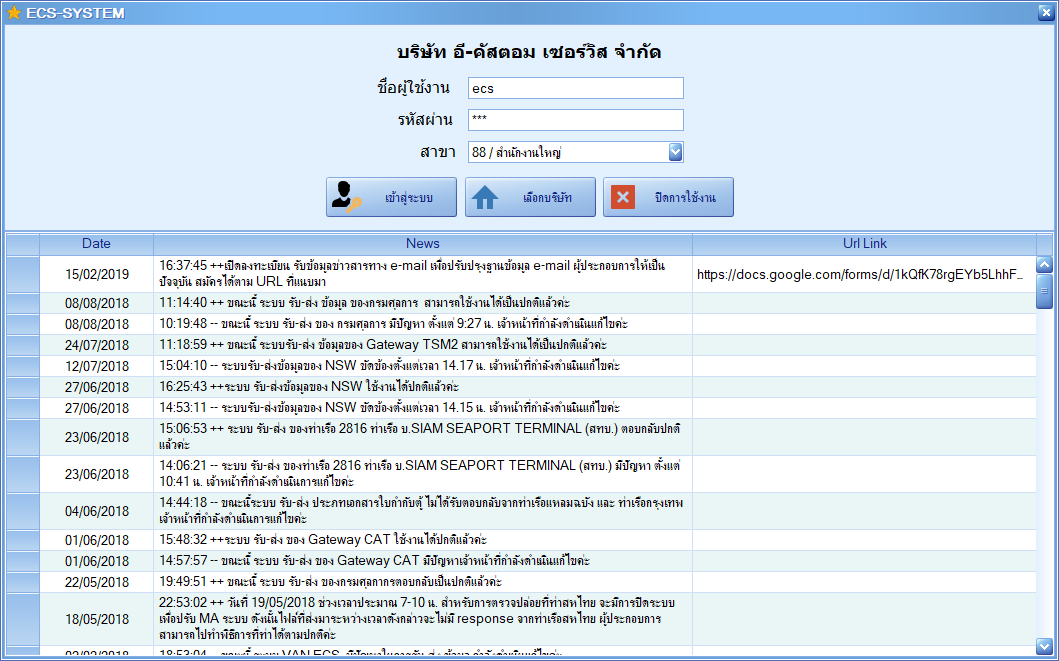 ECS-SYSTEM
บริษัท อี-คัสตอม เซอร์วิส จำกัด
ชื่อผู้ใช้งาน ecs
รหัสผ่าน ***
สาขา 88 / สำนักงานใหญ่
เข้าสู่ระบบ เลือกบริษัท ปิดการใช้งาน
Date News Url Link
16:37:45 ++เปิดลงทะเบียน รับข้อมูลข่าวสารทาง e-mail เพื่อปรับปรุงฐานข้อมูล e-mail ผู้ประกอบการให้เป็น
15/02/2019 ปัจจุบัน สมัครได้ตาม URL ที่แนบมา https://docs.google.com/forms/d/1kQfK78rgEYb5LhhF...
08/08/2018 11:14:40 ++ ขณะนี้ ระบบ รับ-ส่ง ข้อมูล ของกรมศุลการ สามารถใช้งานได้เป็นปกติแล้วค่ะ
08/08/2018 10:19:48 -- ขณะนี้ ระบบ รับ-ส่ง ของ กรมศุลการ มีปัญหา ตั้งแต่ 9:27 น. เจ้าหน้าที่กำลังดำเนินแก้ไขค่ะ
24/07/2018 11:18:59 ++ ขณะนี้ ระบบรับ-ส่ง ข้อมูลของ Gateway TSM2 สามารถใช้งานได้เป็นปกติแล้วค่ะ
12/07/2018 15:04:10 -- ระบบรับ-ส่งข้อมูลของ NSW ขัดข้องตั้งแต่เวลา 14.17 น. เจ้าหน้าที่กำลังดำเนินแก้ไขค่ะ
27/06/2018 16:25:43 ++ระบบ รับ-ส่งข้อมูลของ NSW ใช้งานได้ปกติแล้วค่ะ
27/06/2018 14:53:11 -- ระบบรับ-ส่งข้อมูลของ NSW ขัดข้องตั้งแต่เวลา 14.15 น. เจ้าหน้าที่กำลังดำเนินแก้ไขค่ะ
23/06/2018 15:06:53 ++ ระบบ รับ-ส่ง ของท่าเรือ 2816 ท่าเรือ บ.SIAM SEAPORT TERMINAL (สทบ.) ตอบกลับปกติ
แล้วค่ะ
23/06/2018 14:06:21 -- ระบบ รับ-ส่ง ของท่าเรือ 2816 ท่าเรือ บ.SIAM SEAPORT TERMINAL (สทบ.) มีปัญหา ตั้งแต่
10:41 น. เจ้าหน้าที่กำลังดำเนินการแก้ไขค่ะ
04/06/2018 14:44:18 -- ขณะนี้ระบบ รับ-ส่ง ประเภทเอกสารใบกำกับตู้ ไม่ได้รับตอบกลับจากท่าเรือแหลมฉบัง และ ท่าเรือกรุงเทพ
เจ้าหน้าที่กำลังดำเนินการแก้ไขค่ะ
01/06/2018 15:48:32 ++ระบบ รับ-ส่ง ของ Gateway CAT ใช้งานได้ปกติแล้วค่ะ
01/06/2018 14:57:57 -- ขณะนี้ ระบบ รับ-ส่ง ของ Gateway CAT มีปัญหาเจ้าหน้าที่กำลังดำเนินแก้ไขค่ะ
22/05/2018 19:49:51 ++ ขณะนี้ ระบบ รับ-ส่ง ของกรมศุลกากรตอบกลับเป็นปกติแล้วค่ะ
22:53:02 ++ วันที่ 19/05/2018 ช่วงเวลาประมาณ 7-10 น. สำหรับการตรวจปล่อยที่ท่าสหไทย จะมีการปิดระบบ
18/05/2018 เพื่อปรับ MA ระบบ ดังนั้นไฟล์ที่ส่งมาระหว่างเวลาดังกล่าวจะไม่มี response จากท่าเรือสหไทย ผู้ประกอบการ
สามารถไปทำพิธีการที่ท่าได้ตามปกติค่ะ